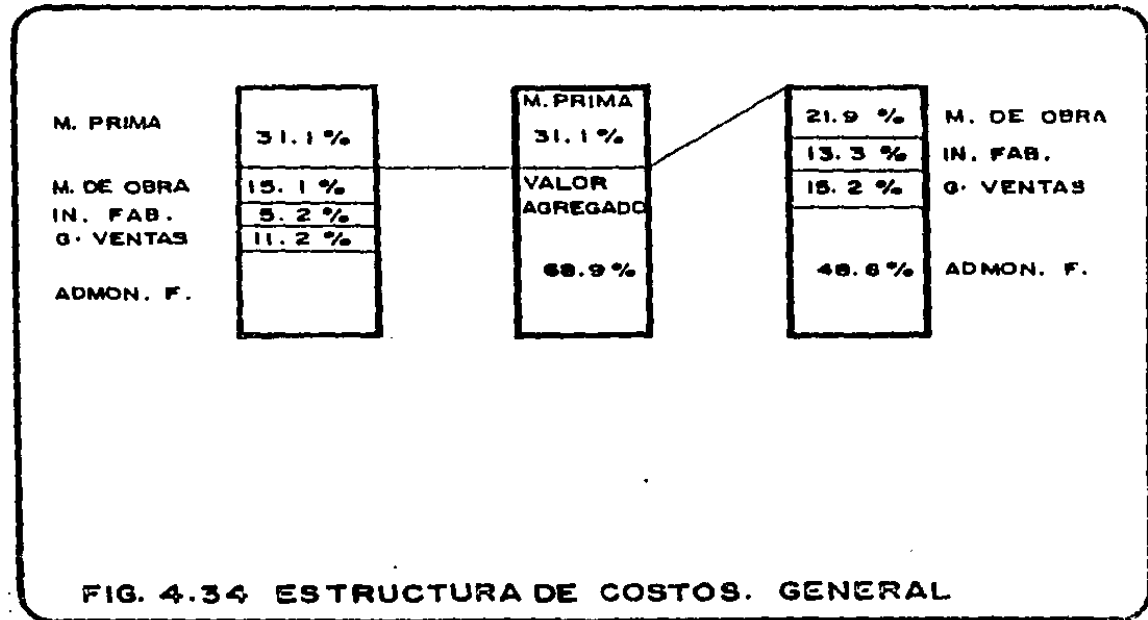 M. PRIMA
31.1 %
M. DE OBRA 15.1 %
IN. FAB. 5.2 %
G. VENTAS 11.2 %
ADMON. F.
M. PRIMA
31.1 %
VALOR
AGREGADO
68.9 %
21.9 % M. DE OBRA
13.3 % IN. FAB.
15.2 % G. VENTAS
ADMON. F.
FIG. 4.34 ESTRUCTURA DE COSTOS. GENERAL